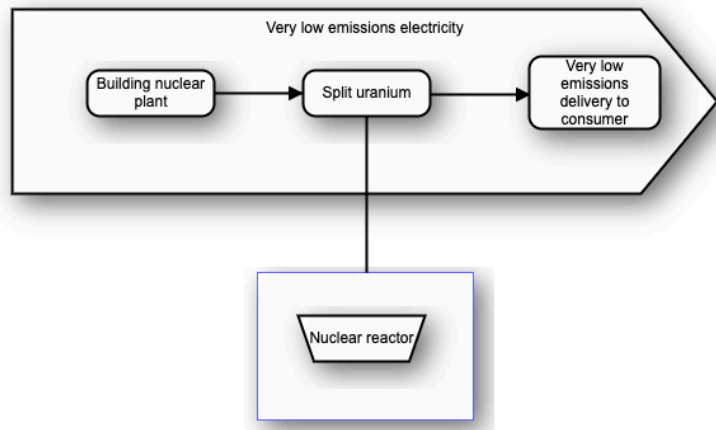 Very low emissions electricity
Building nuclear
plant
Split uranium
Very low
emissions
delivery to
consumer
Nuclear reactor